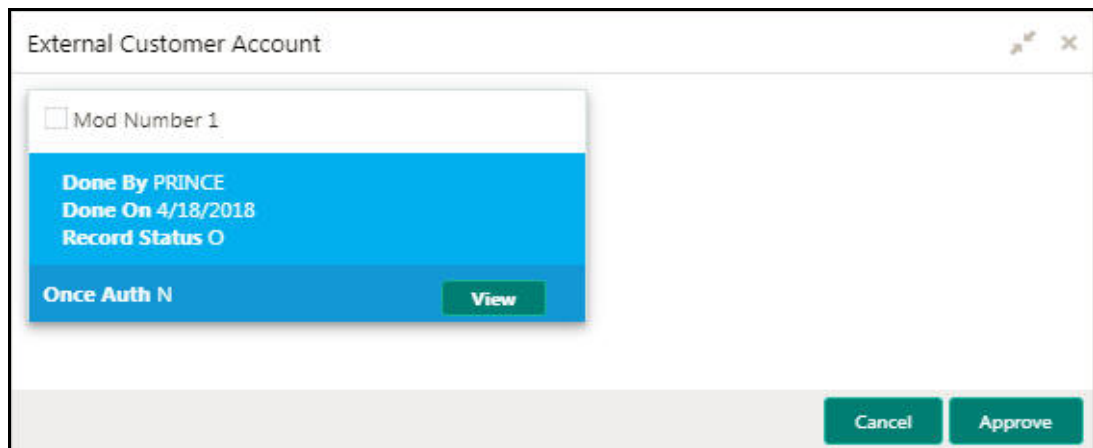 External Customer Account
Mod Number 1
Done By PRINCE
Done On 4/18/2018
Record Status O
Once Auth N
View
Cancel
Approve